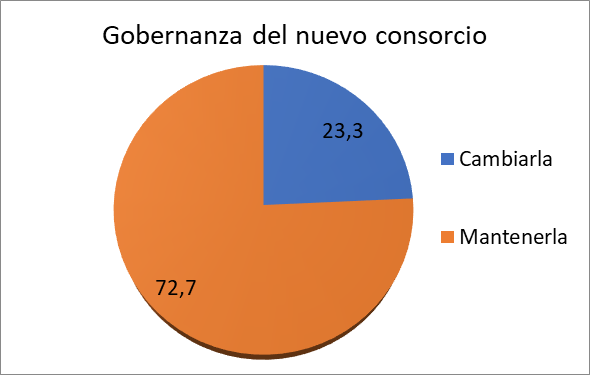 Gobernanza del nuevo consorcio
23,3
Cambiarla
Mantenerla
72,7